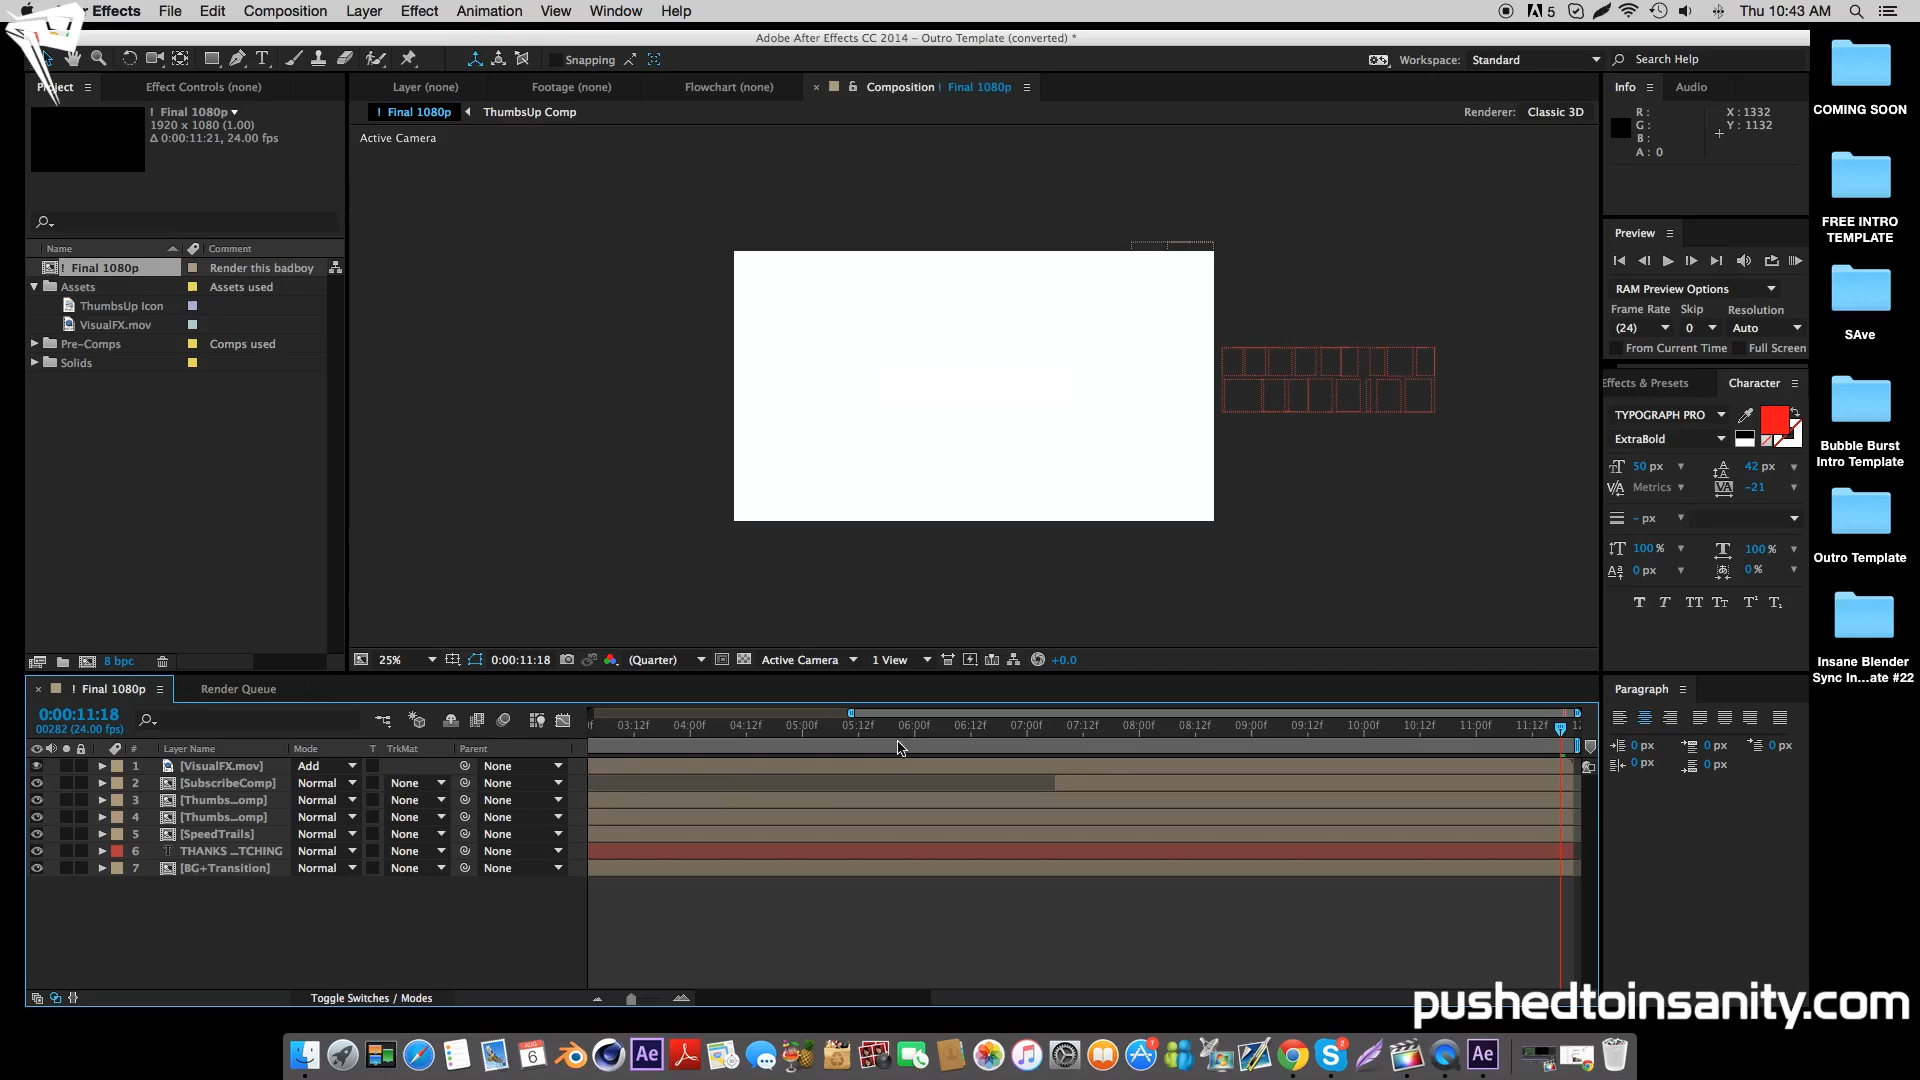 After Effects File Edit Composition Layer Effect Animation View Window Help
5 Thu 10:43 AM
Adobe After Effects CC 2014 - Outro Template (converted) *
Snapping Workspace: Standard Search Help
Project Effect Controls (none) Layer (none) Footage (none) Flowchart (none) Composition ! Final 1080p Info Audio
! Final 1080p
1920 x 1080 (1.00)
Δ 0:00:11:21, 24.00 fps
! Final 1080p ThumbsUp Comp Renderer: Classic 3D
Active Camera
R:
G:
B:
A: 0
X: 1332
Y: 1132
COMING SOON
FREE INTRO
TEMPLATE
SAve
Bubble Burst
Intro Template
Outro Template
Insane Blender
Sync In...ate #22
Name Comment
! Final 1080p Render this badboy
Assets Assets used
ThumbsUp Icon
VisualFX.mov
Pre-Comps Comps used
Solids
Preview
RAM Preview Options
Frame Rate Skip Resolution
(24) 0 Auto
From Current Time Full Screen
Effects & Presets Character
TYPOGRAPH PRO
ExtraBold
50 px 42 px
Metrics -21
- px
100 % 100 %
0 px 0 %
T T TT Tt T¹ T₁
8 bpc
25% 0:00:11:18 (Quarter) Active Camera 1 View +0.0
! Final 1080p Render Queue
0:00:11:18
00282 (24.00 fps)
03:12f 04:00f 04:12f 05:00f 05:12f 06:00f 06:12f 07:00f 07:12f 08:00f 08:12f 09:00f 09:12f 10:00f 10:12f 11:00f 11:12f
# Layer Name Mode T TrkMat Parent
1 [VisualFX.mov] Add None
2 [SubscribeComp] Normal None None
3 [Thumbs...omp] Normal None None
4 [Thumbs...omp] Normal None None
5 [SpeedTrails] Normal None None
6 T THANKS ...TCHING Normal None None
7 [BG+Transition] Normal None None
Toggle Switches / Modes
Paragraph
0 px 0 px 0 px
0 px 0 px
pushedtoinsanity.com
AUG
6
Ae
7
2
Ae